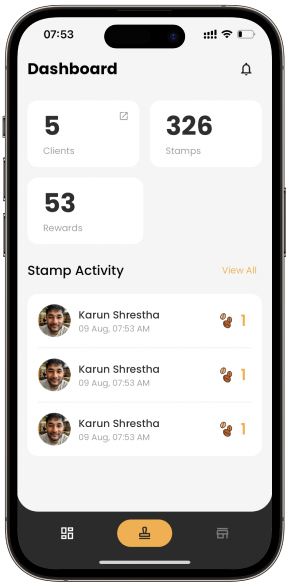 07:53
Dashboard
5
Clients
326
Stamps
53
Rewards
Stamp Activity
View All
Karun Shrestha
09 Aug, 07:53 AM
1
Karun Shrestha
09 Aug, 07:53 AM
1
Karun Shrestha
09 Aug, 07:53 AM
1